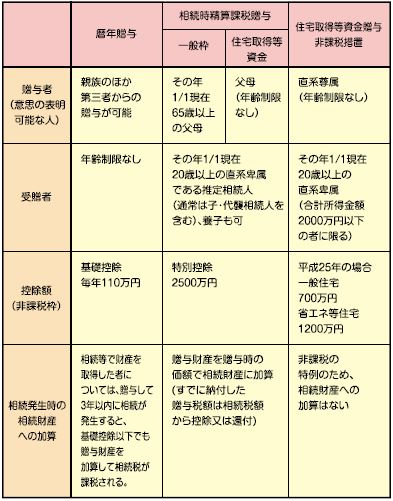 暦年贈与
相続時精算課税贈与
一般枠
住宅取得等
資金
住宅取得等資金贈与
非課税措置
贈与者
（意思の表明
可能な人）
親族のほか
第三者からの
贈与が可能
その年
1/1現在
65歳以上
の父母
父母
（年齢制限
なし）
直系尊属
（年齢制限なし）
受贈者
年齢制限なし
その年1/1現在
20歳以上の直系卑属
である推定相続人
（通常は子・代襲相続人を
含む）、養子も可
その年1/1現在
20歳以上の
直系卑属
（合計所得金額
2000万円以下
の者に限る）
控除額
（非課税枠）
基礎控除
毎年110万円
特別控除
2500万円
平成25年の場合
一般住宅
700万円
省エネ等住宅
1200万円
相続発生時の
相続財産
への加算
相続等で財産を
取得した者に
ついては、贈与して
3年以内に相続が
発生すると、
基礎控除以下でも
贈与財産を
加算して相続税が
課税される。
贈与財産を贈与時の
価額で相続財産に加算
（すでに納付した
贈与税額は相続税額
から控除又は還付）
非課税の
特例のため、
相続財産への
加算はない